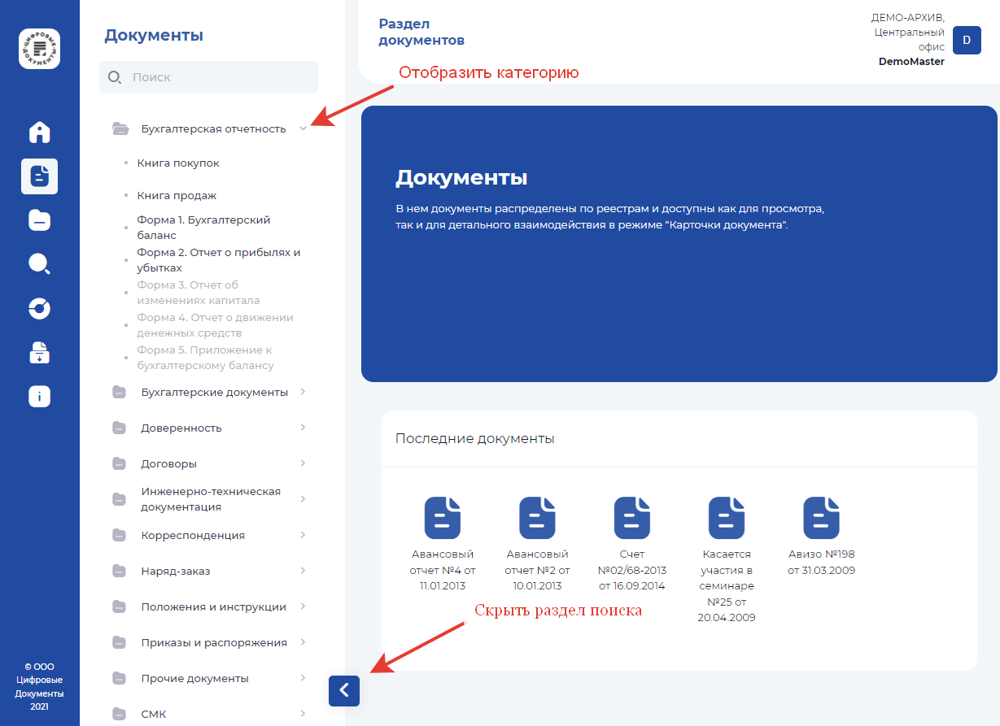 ЦИФРОВЫЕ ДОКУМЕНТЫ
© ООО
Цифровые
Документы
2021
Документы
Поиск
Бухгалтерская отчетность
Книга покупок
Книга продаж
Форма 1. Бухгалтерский
баланс
Форма 2. Отчет о прибылях и
убытках
Форма 3. Отчет об
изменениях капитала
Форма 4. Отчет о движении
денежных средств
Форма 5. Приложение к
бухгалтерскому балансу
Бухгалтерские документы
Доверенность
Договоры
Инженерно-техническая
документация
Корреспонденция
Наряд-заказ
Положения и инструкции
Приказы и распоряжения
Прочие документы
СМК
Раздел
документов
ДЕМО-АРХИВ,
Центральный
офис
DemoMaster
D
Отобразить категорию
Документы
В нем документы распределены по реестрам и доступны как для просмотра,
так и для детального взаимодействия в режиме "Карточки документа".
Последние документы
Авансовый
отчет №4 от
11.01.2013
Авансовый
отчет №2 от
10.01.2013
Счет
№02/68-2013
от 16.09.2014
Касается
участия в
семинаре
№25 от
20.04.2009
Авизо №198
от 31.03.2009
Скрыть раздел поиска